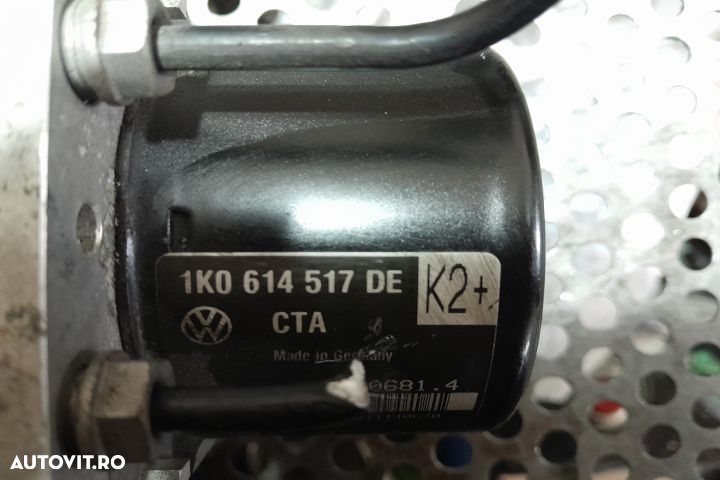 1K0 614 517 DE
K2+
CTA
Made in Germany
0681.4
AUTOVIT.RO